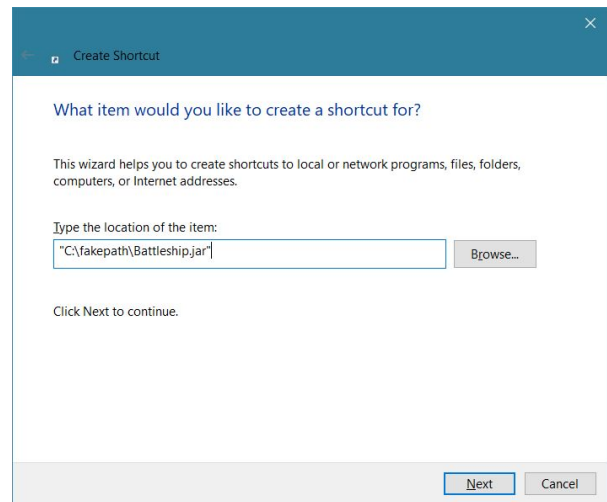 Create Shortcut
What item would you like to create a shortcut for?
This wizard helps you to create shortcuts to local or network programs, files, folders,
computers, or Internet addresses.
Type the location of the item:
"C:\fakepath\Battleship.jar"
Browse...
Click Next to continue.
Next Cancel